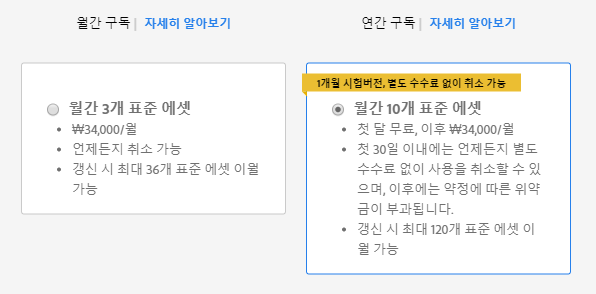 월간 구독 | 자세히 알아보기
월간 3개 표준 에셋
• ₩34,000/월
• 언제든지 취소 가능
• 갱신 시 최대 36개 표준 에셋 이월
가능
연간 구독 | 자세히 알아보기
1개월 시험버전, 별도 수수료 없이 취소 가능
월간 10개 표준 에셋
• 첫 달 무료, 이후 ₩34,000/월
• 첫 30일 이내에는 언제든지 별도
수수료 없이 사용을 취소할 수 있
으며, 이후에는 약정에 따른 위약
금이 부과됩니다.
• 갱신 시 최대 120개 표준 에셋 이
월 가능